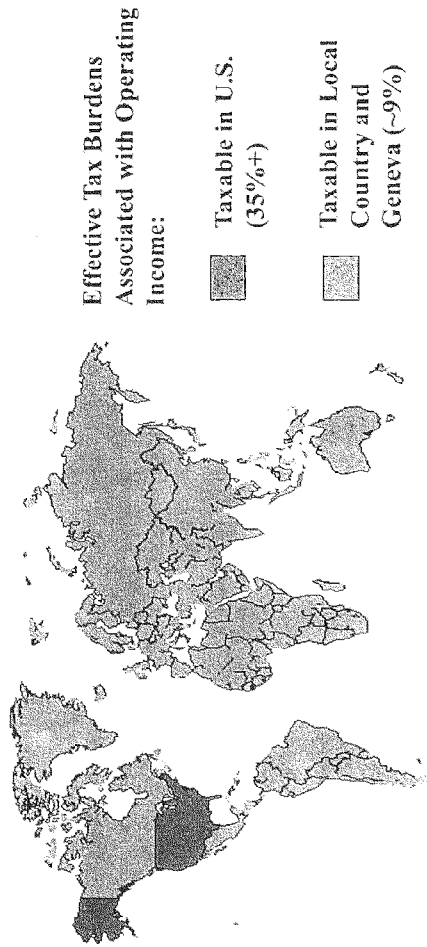 Effective Tax Burdens
Associated with Operating
Income:
Taxable in U.S.
(35%+)
Taxable in Local
Country and
Geneva (~9%)